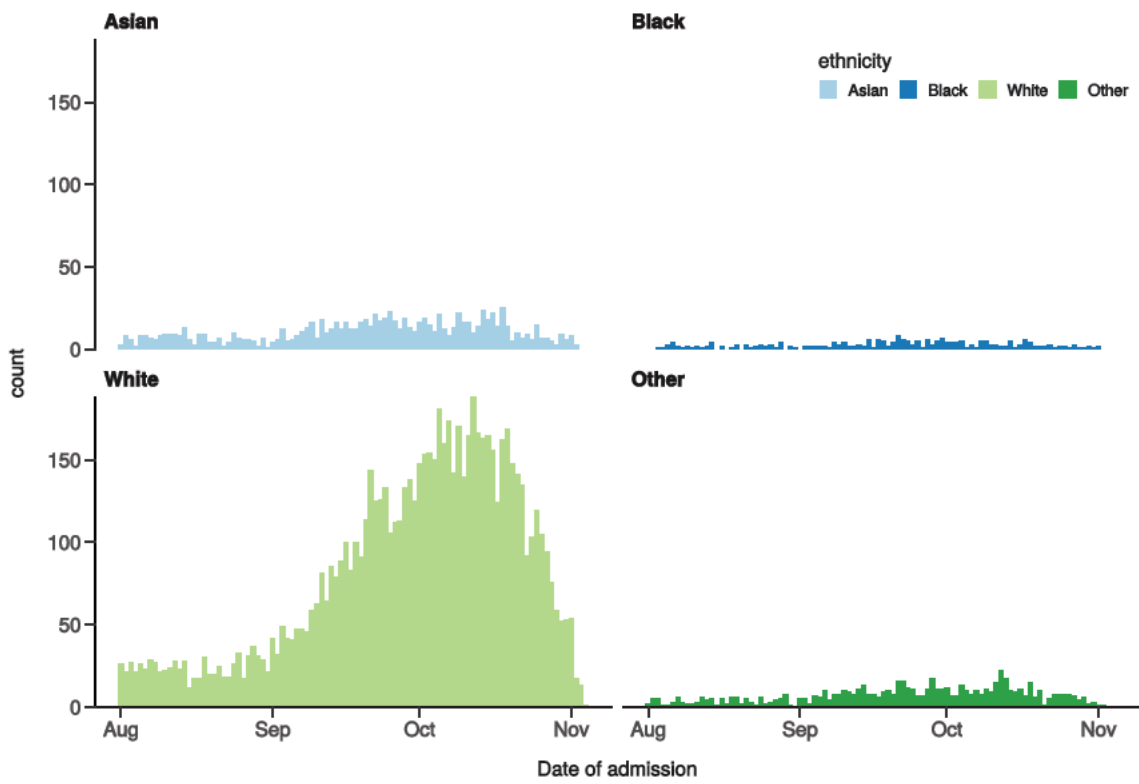 Asian
Black
ethnicity
Asian Black White Other
150
100
50
0
count
White
Other
150
100
50
0
Aug Sep Oct Nov
Aug Sep Oct Nov
Date of admission